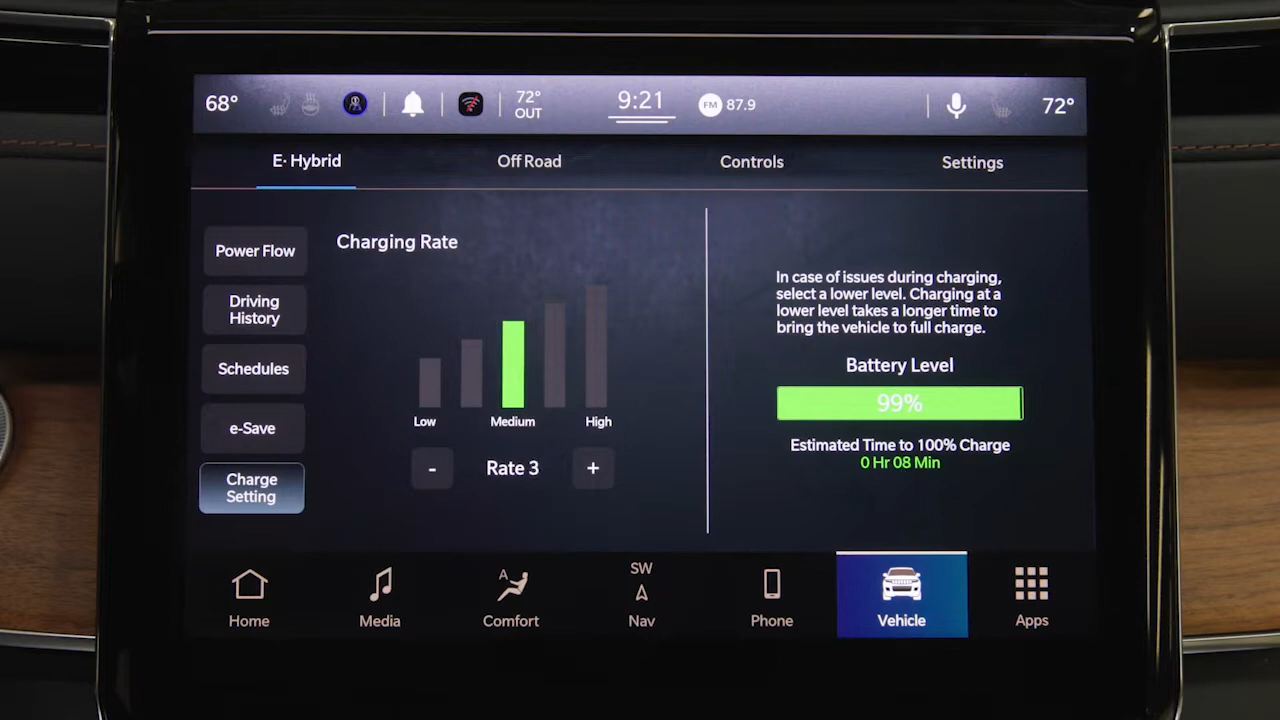 68°
72°
OUT
9:21
FM 87.9
72°
E·Hybrid
Off Road
Controls
Settings
Power Flow
Driving
History
Schedules
e-Save
Charge
Setting
Charging Rate
Low
Medium
High
-
Rate 3
+
In case of issues during charging,
select a lower level. Charging at a
lower level takes a longer time to
bring the vehicle to full charge.
Battery Level
99%
Estimated Time to 100% Charge
0 Hr 08 Min
Home
Media
A
Comfort
SW
Nav
Phone
Vehicle
Apps